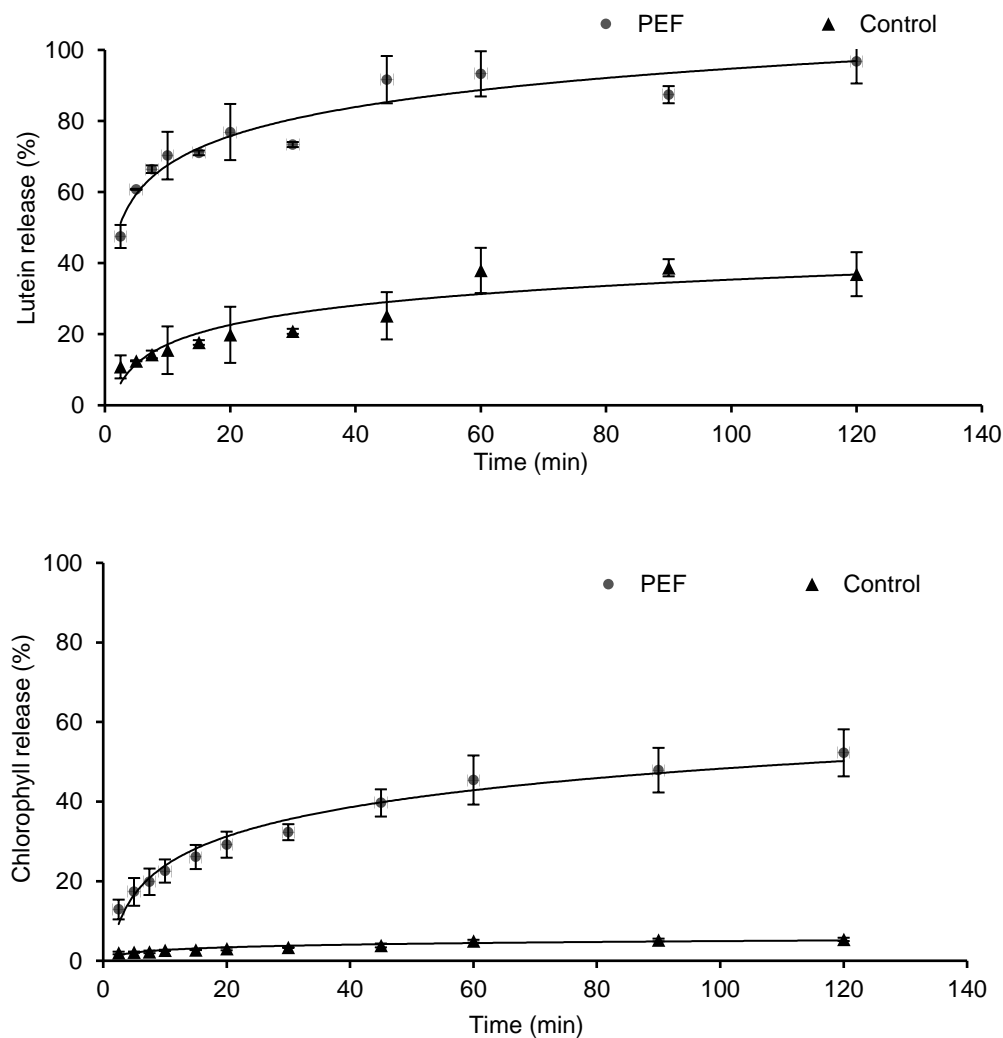 PEF Control
100
80
60
40
20
0
Lutein release (%)
0 20 40 60 80 100 120 140
Time (min)
100
PEF Control
80
60
40
20
0
Chlorophyll release (%)
0 20 40 60 80 100 120 140
Time (min)